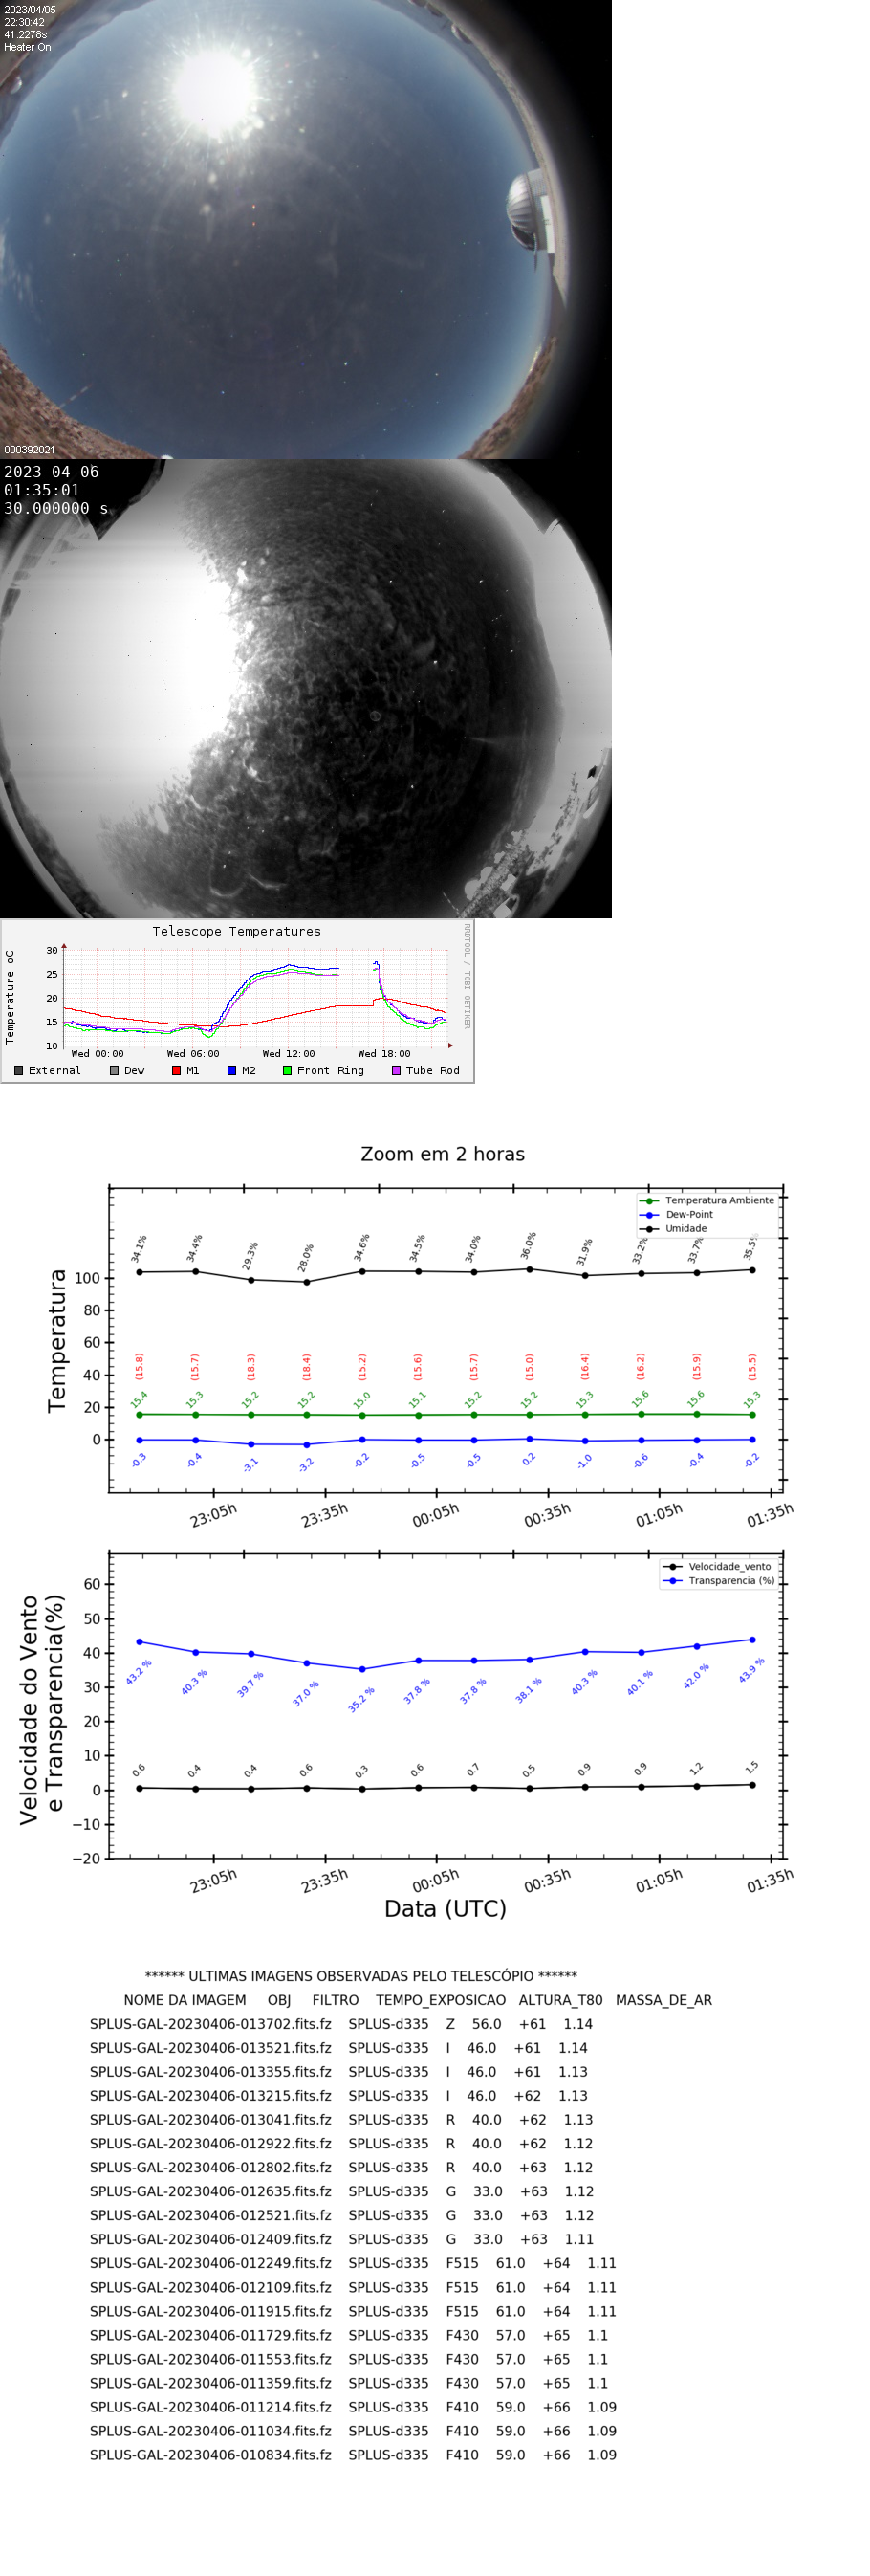 2023/04/05
22:30:42
41.2278s
Heater On
000392021
2023-04-06
01:35:01
30.000000 s
Telescope Temperatures
RRDTOOL / TOBI OETIKER
Temperature oC
30
25
20
15
10
Wed 00:00 Wed 06:00 Wed 12:00 Wed 18:00
External Dew M1 M2 Front Ring Tube Rod
Zoom em 2 horas
Temperatura Ambiente
Dew-Point
Umidade
34.1% 34.4% 29.3% 28.0% 34.6% 34.5% 34.0% 36.0% 31.9% 33.2% 33.7% 35.5%
Temperatura
100
80
60
40
20
0
(15.8) (15.7) (18.3) (18.4) (15.2) (15.6) (15.7) (15.0) (16.4) (16.2) (15.9) (15.5)
15.4 15.3 15.2 15.2 15.0 15.1 15.2 15.2 15.3 15.6 15.6 15.3
-0.3 -0.4 -3.1 -3.2 -0.2 -0.5 -0.5 0.2 -1.0 -0.6 -0.4 -0.2
23:05h 23:35h 00:05h 00:35h 01:05h 01:35h
Velocidade_vento
Transparencia (%)
Velocidade do Vento
e Transparencia(%)
60
50
40
30
20
10
0
−10
−20
43.2 % 40.3 % 39.7 % 37.0 % 35.2 % 37.8 % 37.8 % 38.1 % 40.3 % 40.1 % 42.0 % 43.9 %
0.6 0.4 0.4 0.6 0.3 0.6 0.7 0.5 0.9 0.9 1.2 1.5
23:05h 23:35h 00:05h 00:35h 01:05h 01:35h
Data (UTC)
****** ULTIMAS IMAGENS OBSERVADAS PELO TELESCÓPIO ******
NOME DA IMAGEM OBJ FILTRO TEMPO_EXPOSICAO ALTURA_T80 MASSA_DE_AR
SPLUS-GAL-20230406-013702.fits.fz SPLUS-d335 Z 56.0 +61 1.14
SPLUS-GAL-20230406-013521.fits.fz SPLUS-d335 I 46.0 +61 1.14
SPLUS-GAL-20230406-013355.fits.fz SPLUS-d335 I 46.0 +61 1.13
SPLUS-GAL-20230406-013215.fits.fz SPLUS-d335 I 46.0 +62 1.13
SPLUS-GAL-20230406-013041.fits.fz SPLUS-d335 R 40.0 +62 1.13
SPLUS-GAL-20230406-012922.fits.fz SPLUS-d335 R 40.0 +62 1.12
SPLUS-GAL-20230406-012802.fits.fz SPLUS-d335 R 40.0 +63 1.12
SPLUS-GAL-20230406-012635.fits.fz SPLUS-d335 G 33.0 +63 1.12
SPLUS-GAL-20230406-012521.fits.fz SPLUS-d335 G 33.0 +63 1.12
SPLUS-GAL-20230406-012409.fits.fz SPLUS-d335 G 33.0 +63 1.11
SPLUS-GAL-20230406-012249.fits.fz SPLUS-d335 F515 61.0 +64 1.11
SPLUS-GAL-20230406-012109.fits.fz SPLUS-d335 F515 61.0 +64 1.11
SPLUS-GAL-20230406-011915.fits.fz SPLUS-d335 F515 61.0 +64 1.11
SPLUS-GAL-20230406-011729.fits.fz SPLUS-d335 F430 57.0 +65 1.1
SPLUS-GAL-20230406-011553.fits.fz SPLUS-d335 F430 57.0 +65 1.1
SPLUS-GAL-20230406-011359.fits.fz SPLUS-d335 F430 57.0 +65 1.1
SPLUS-GAL-20230406-011214.fits.fz SPLUS-d335 F410 59.0 +66 1.09
SPLUS-GAL-20230406-011034.fits.fz SPLUS-d335 F410 59.0 +66 1.09
SPLUS-GAL-20230406-010834.fits.fz SPLUS-d335 F410 59.0 +66 1.09